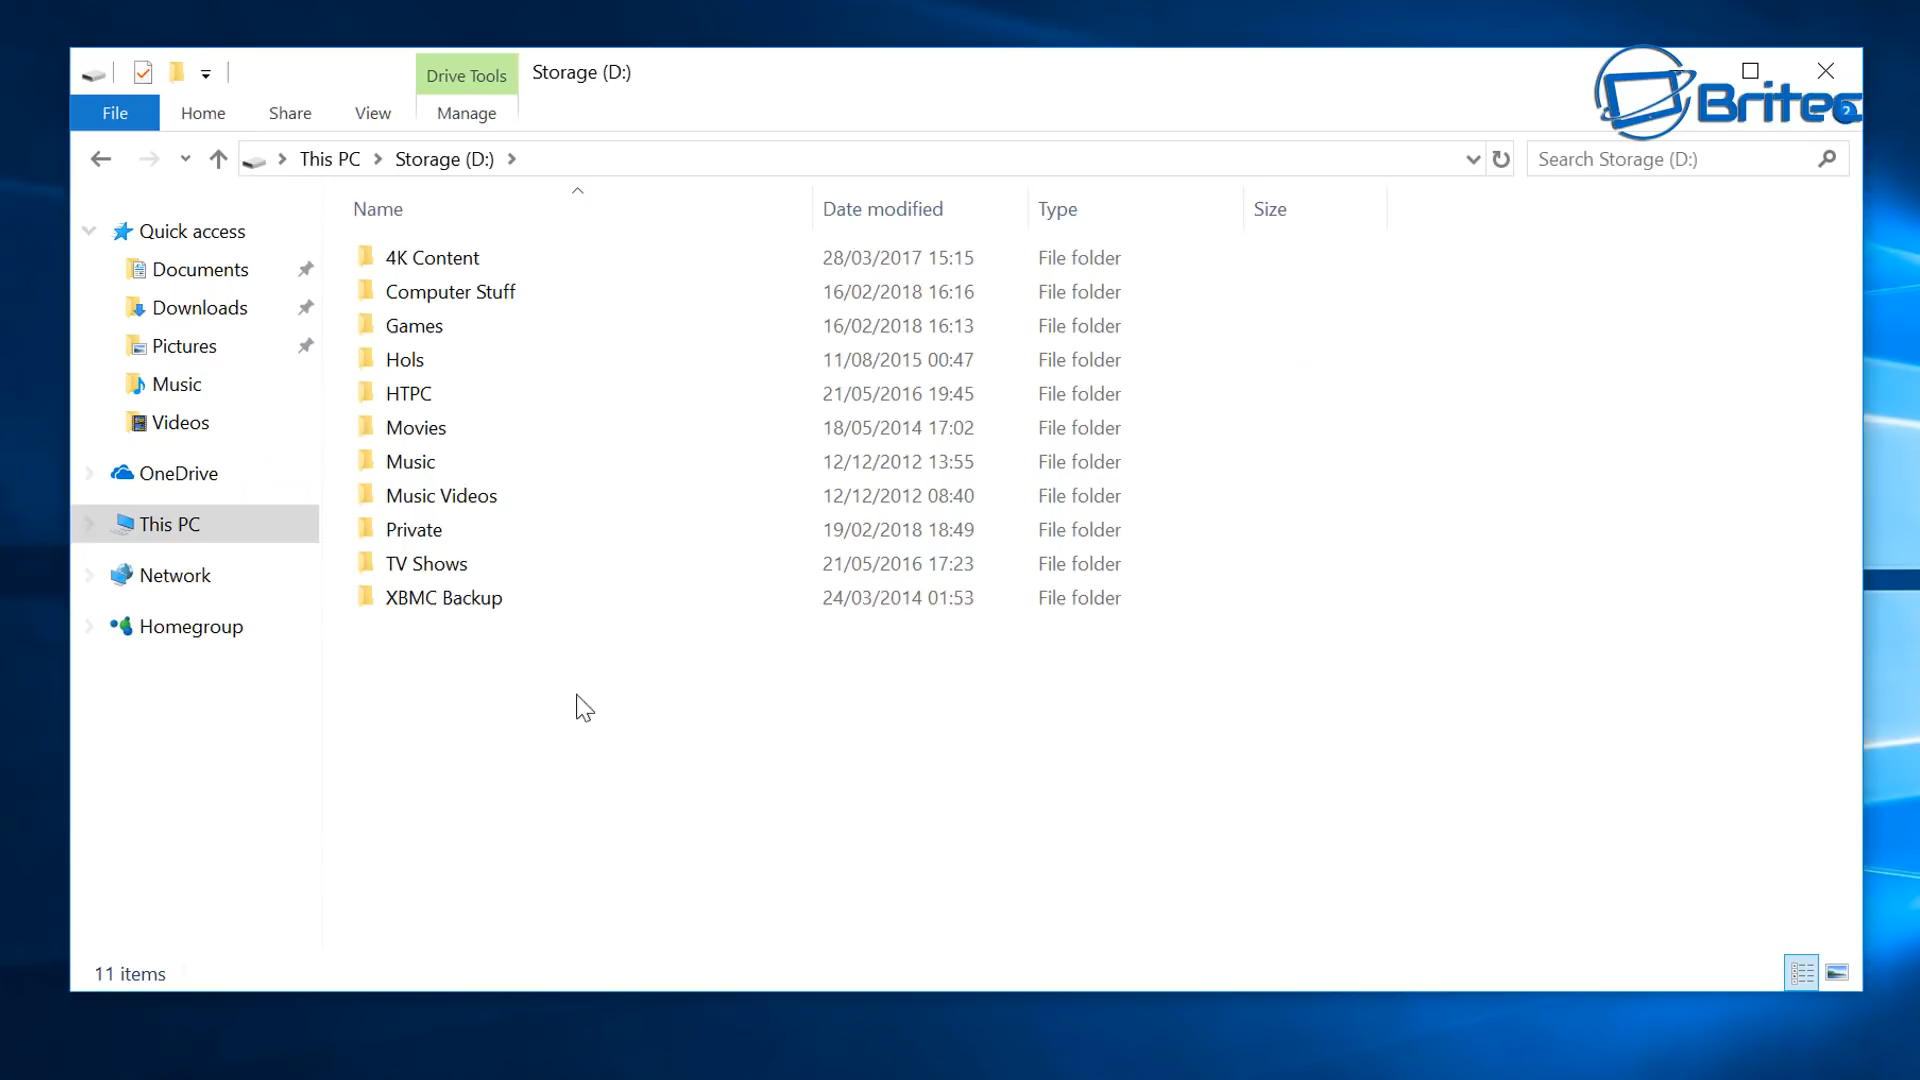 Drive Tools
Storage (D:)
Britec
File
Home
Share
View
Manage
This PC
Storage (D:)
Search Storage (D:)
Name
Date modified
Type
Size
Quick access
Documents
Downloads
Pictures
Music
Videos
OneDrive
This PC
Network
Homegroup
4K Content 28/03/2017 15:15 File folder
Computer Stuff 16/02/2018 16:16 File folder
Games 16/02/2018 16:13 File folder
Hols 11/08/2015 00:47 File folder
HTPC 21/05/2016 19:45 File folder
Movies 18/05/2014 17:02 File folder
Music 12/12/2012 13:55 File folder
Music Videos 12/12/2012 08:40 File folder
Private 19/02/2018 18:49 File folder
TV Shows 21/05/2016 17:23 File folder
XBMC Backup 24/03/2014 01:53 File folder
11 items